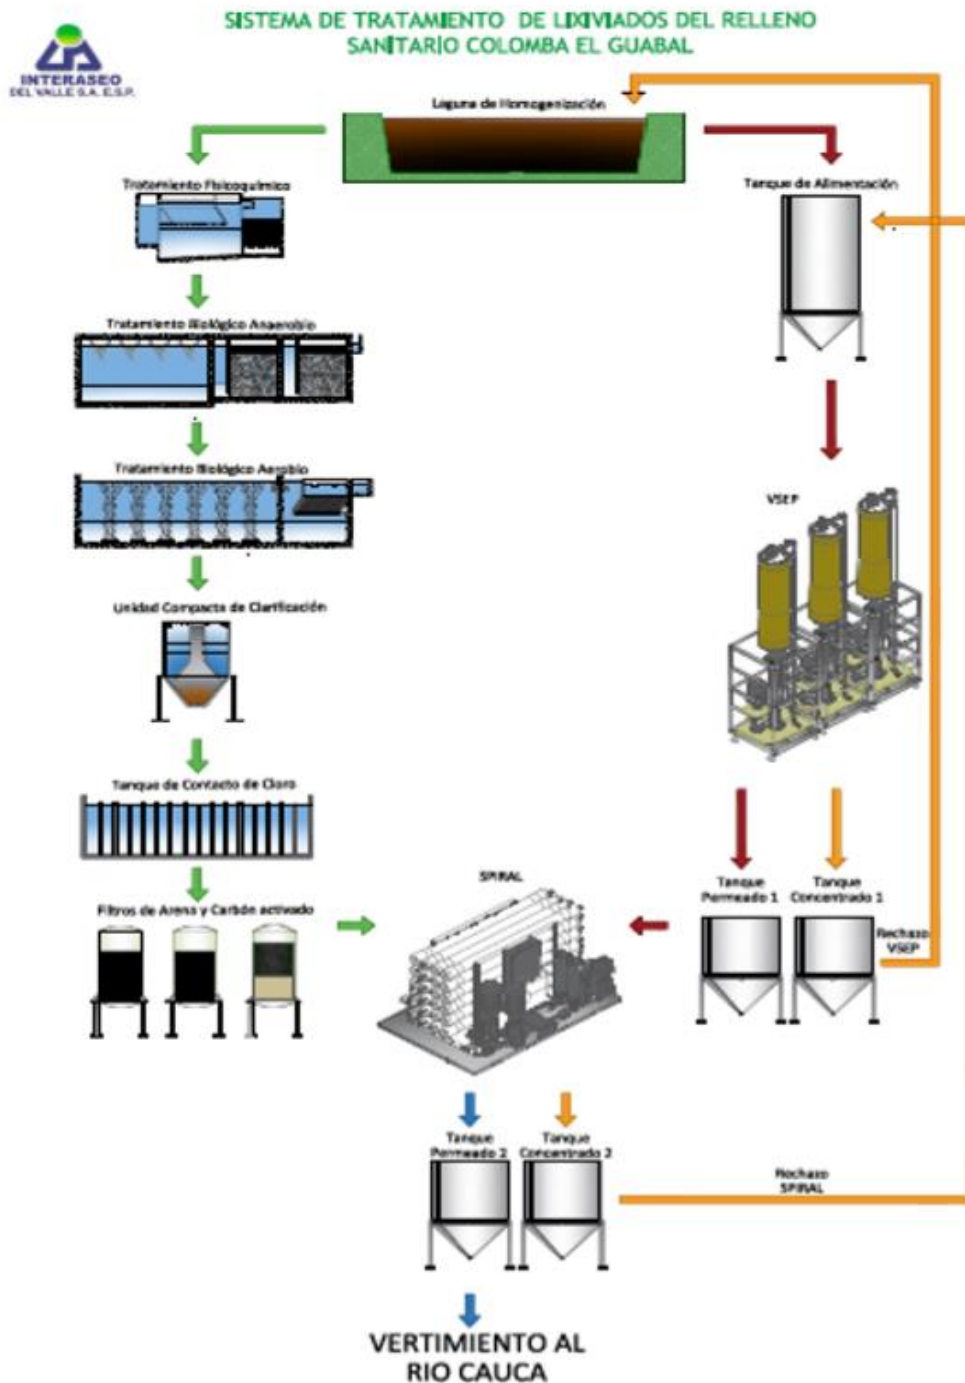 SISTEMA DE TRATAMIENTO DE LIXIVIADOS DEL RELLENO
SANITARIO COLOMBA EL GUABAL
INTERASEO
DEL VALLE S.A. E.S.P.
Laguna de Homogenización
Tratamiento Fisicoquímico
Tanque de Alimentación
Tratamiento Biológico Anaerobio
Tratamiento Biológico Aerobio
VSEP
Unidad Compacta de Clarificación
Tanque de Contacto de Cloro
SPIRAL
Tanque
Permeado 1
Tanque
Concentrado 1
Filtros de Arena y Carbón activado
Rechazo
VSEP
Tanque
Permeado 2
Tanque
Concentrado 2
Rechazo
SPIRAL
VERTIMIENTO AL
RIO CAUCA